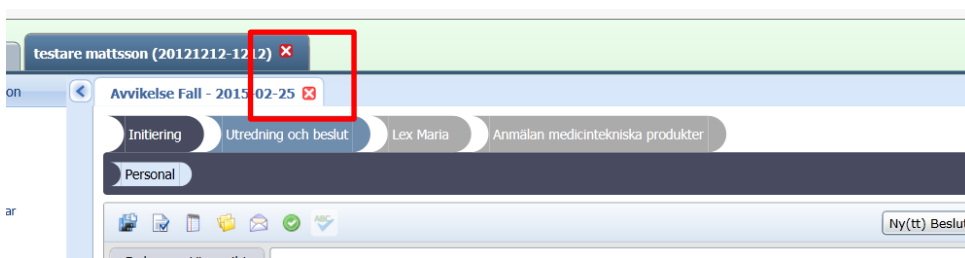 testare mattsson (20121212-1212)
on
Avvikelse Fall - 2015-02-25
Initiering Utredning och beslut Lex Maria Anmälan medicintekniska produkter
Personal
ar
ABC
Ny(tt) Beslut